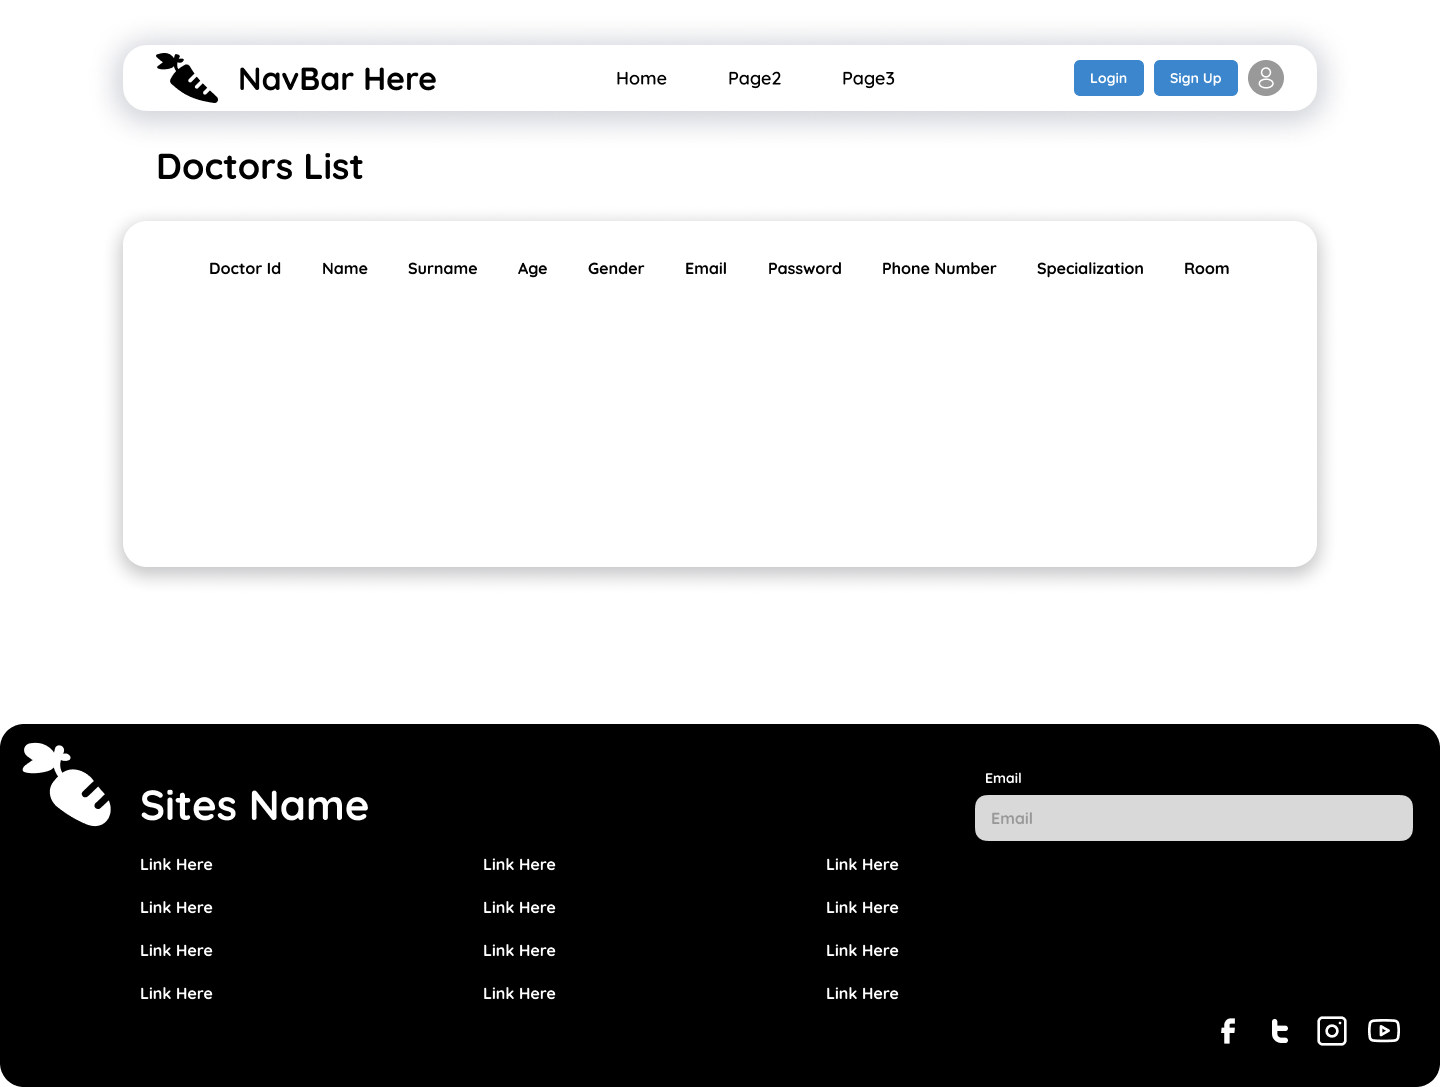 NavBar Here
Home Page2 Page3
Login Sign Up
Doctors List
Doctor Id Name Surname Age Gender Email Password Phone Number Specialization Room
Sites Name
Email
Email
Link Here Link Here Link Here
Link Here Link Here Link Here
Link Here Link Here Link Here
Link Here Link Here Link Here